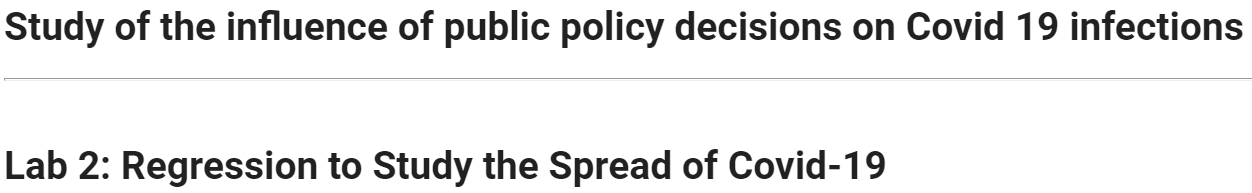 Study of the influence of public policy decisions on Covid 19 infections
Lab 2: Regression to Study the Spread of Covid-19